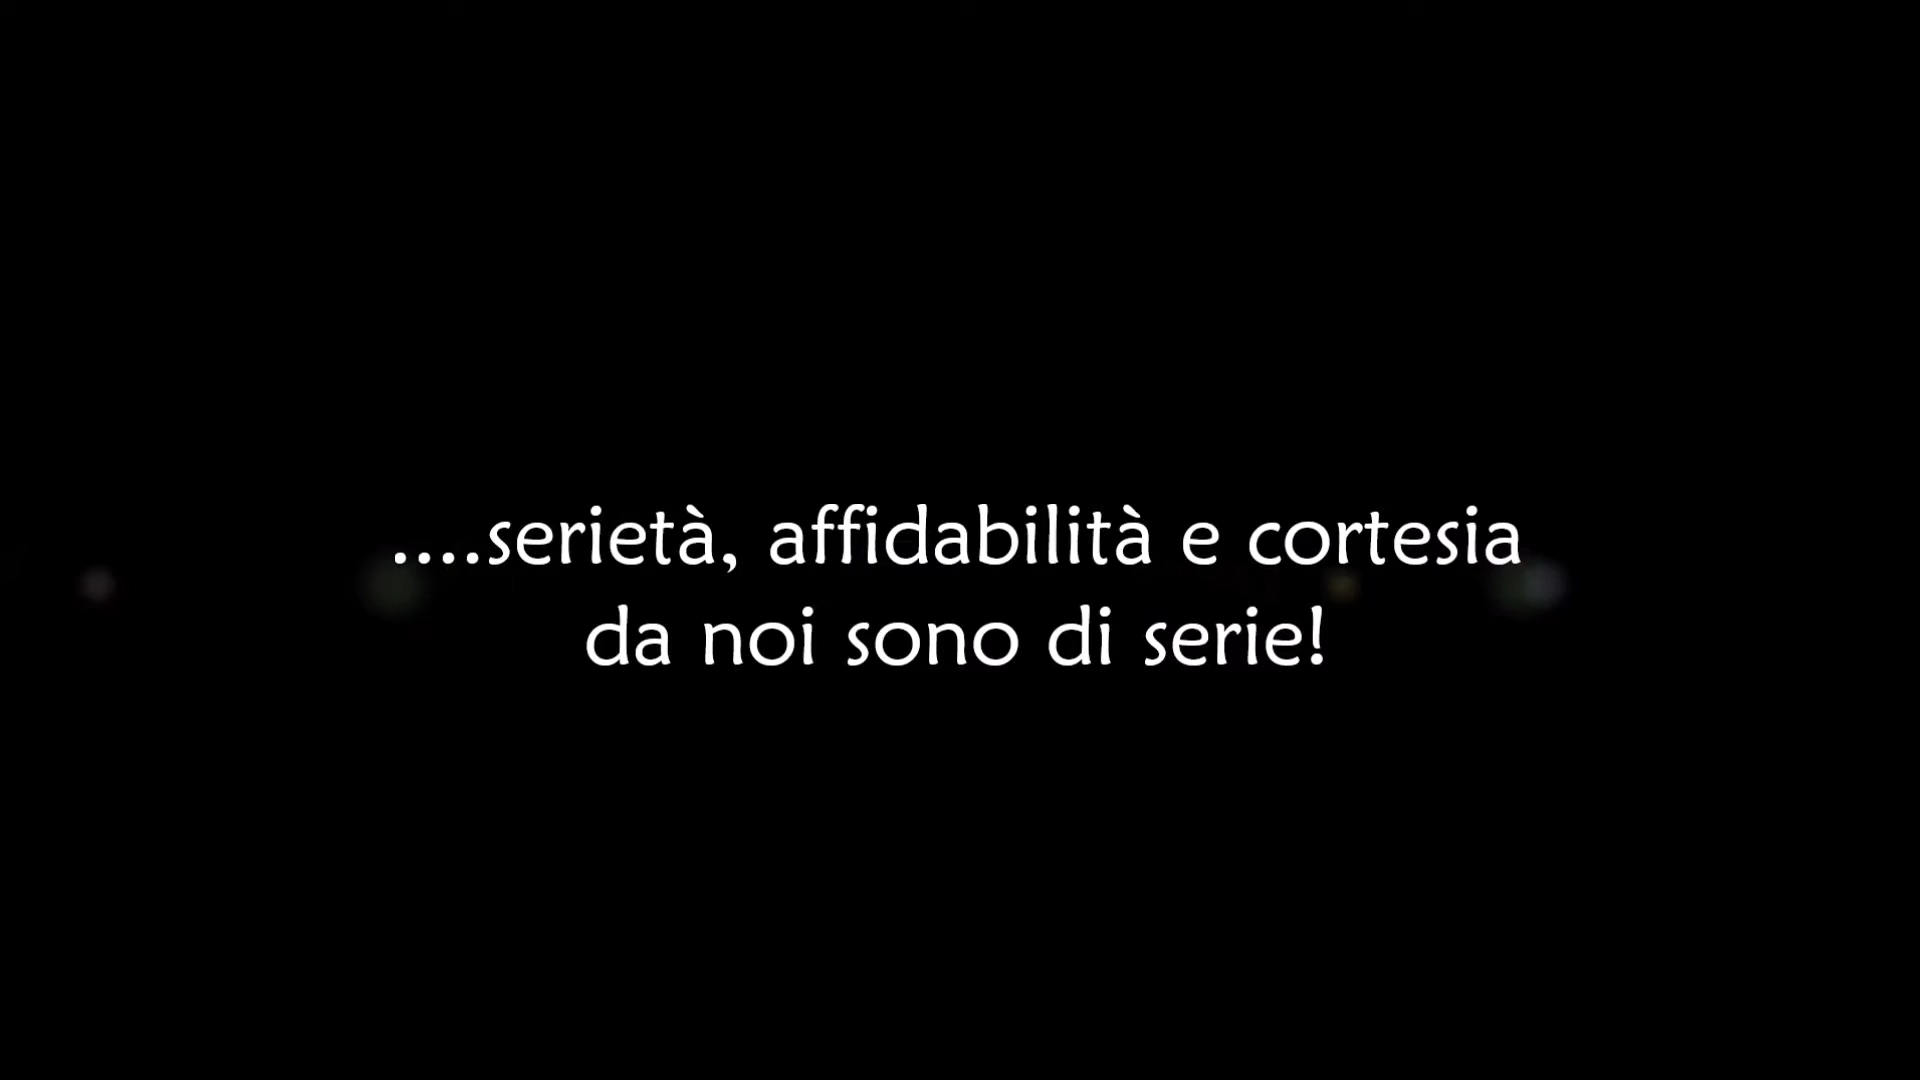 ....serietà, affidabilità e cortesia
da noi sono di serie!